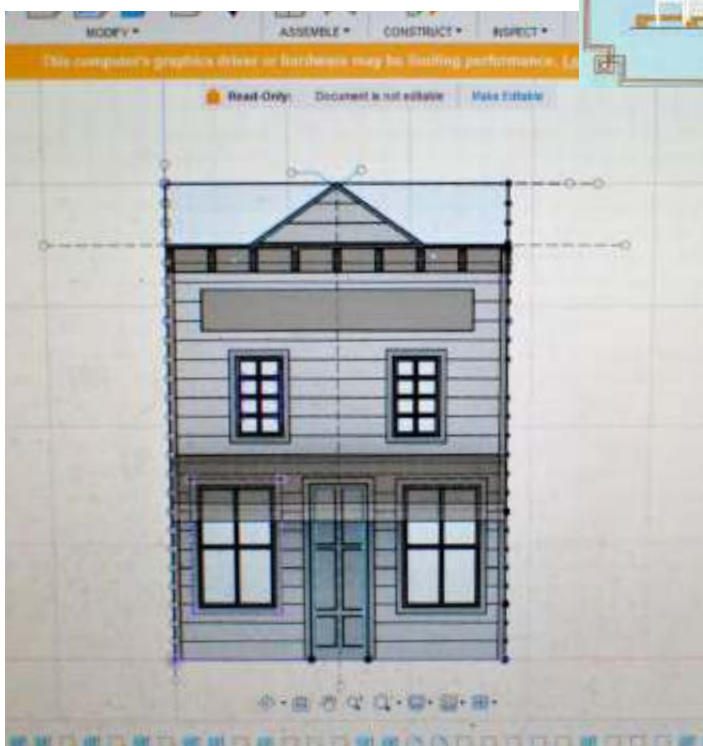 MODIFY ASSEMBLE CONSTRUCT INSPECT
This computer's graphics driver or hardware may be limiting performance.
Read-Only: Document is not editable Make Editable